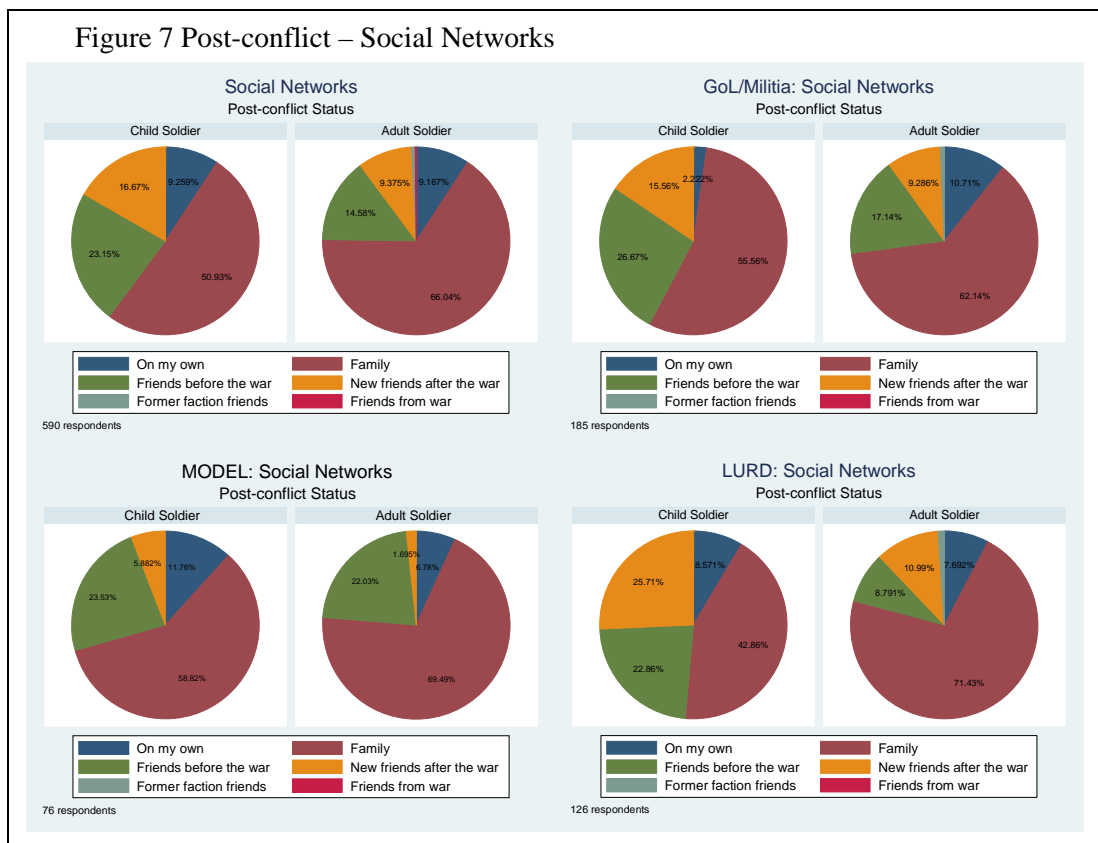 Figure 7 Post-conflict – Social Networks
Social Networks
Post-conflict Status
Child Soldier
Adult Soldier
9.259%
50.93%
23.15%
16.67%
9.167%
66.04%
14.58%
9.375%
On my own
Family
Friends before the war
New friends after the war
Former faction friends
Friends from war
590 respondents
GoL/Militia: Social Networks
Post-conflict Status
Child Soldier
Adult Soldier
2.222%
55.56%
26.67%
15.56%
10.71%
62.14%
17.14%
9.286%
On my own
Family
Friends before the war
New friends after the war
Former faction friends
Friends from war
185 respondents
MODEL: Social Networks
Post-conflict Status
Child Soldier
Adult Soldier
11.76%
58.82%
23.53%
5.882%
6.78%
69.49%
22.03%
1.695%
On my own
Family
Friends before the war
New friends after the war
Former faction friends
Friends from war
76 respondents
LURD: Social Networks
Post-conflict Status
Child Soldier
Adult Soldier
8.571%
42.86%
22.86%
25.71%
7.692%
71.43%
8.791%
10.99%
On my own
Family
Friends before the war
New friends after the war
Former faction friends
Friends from war
126 respondents